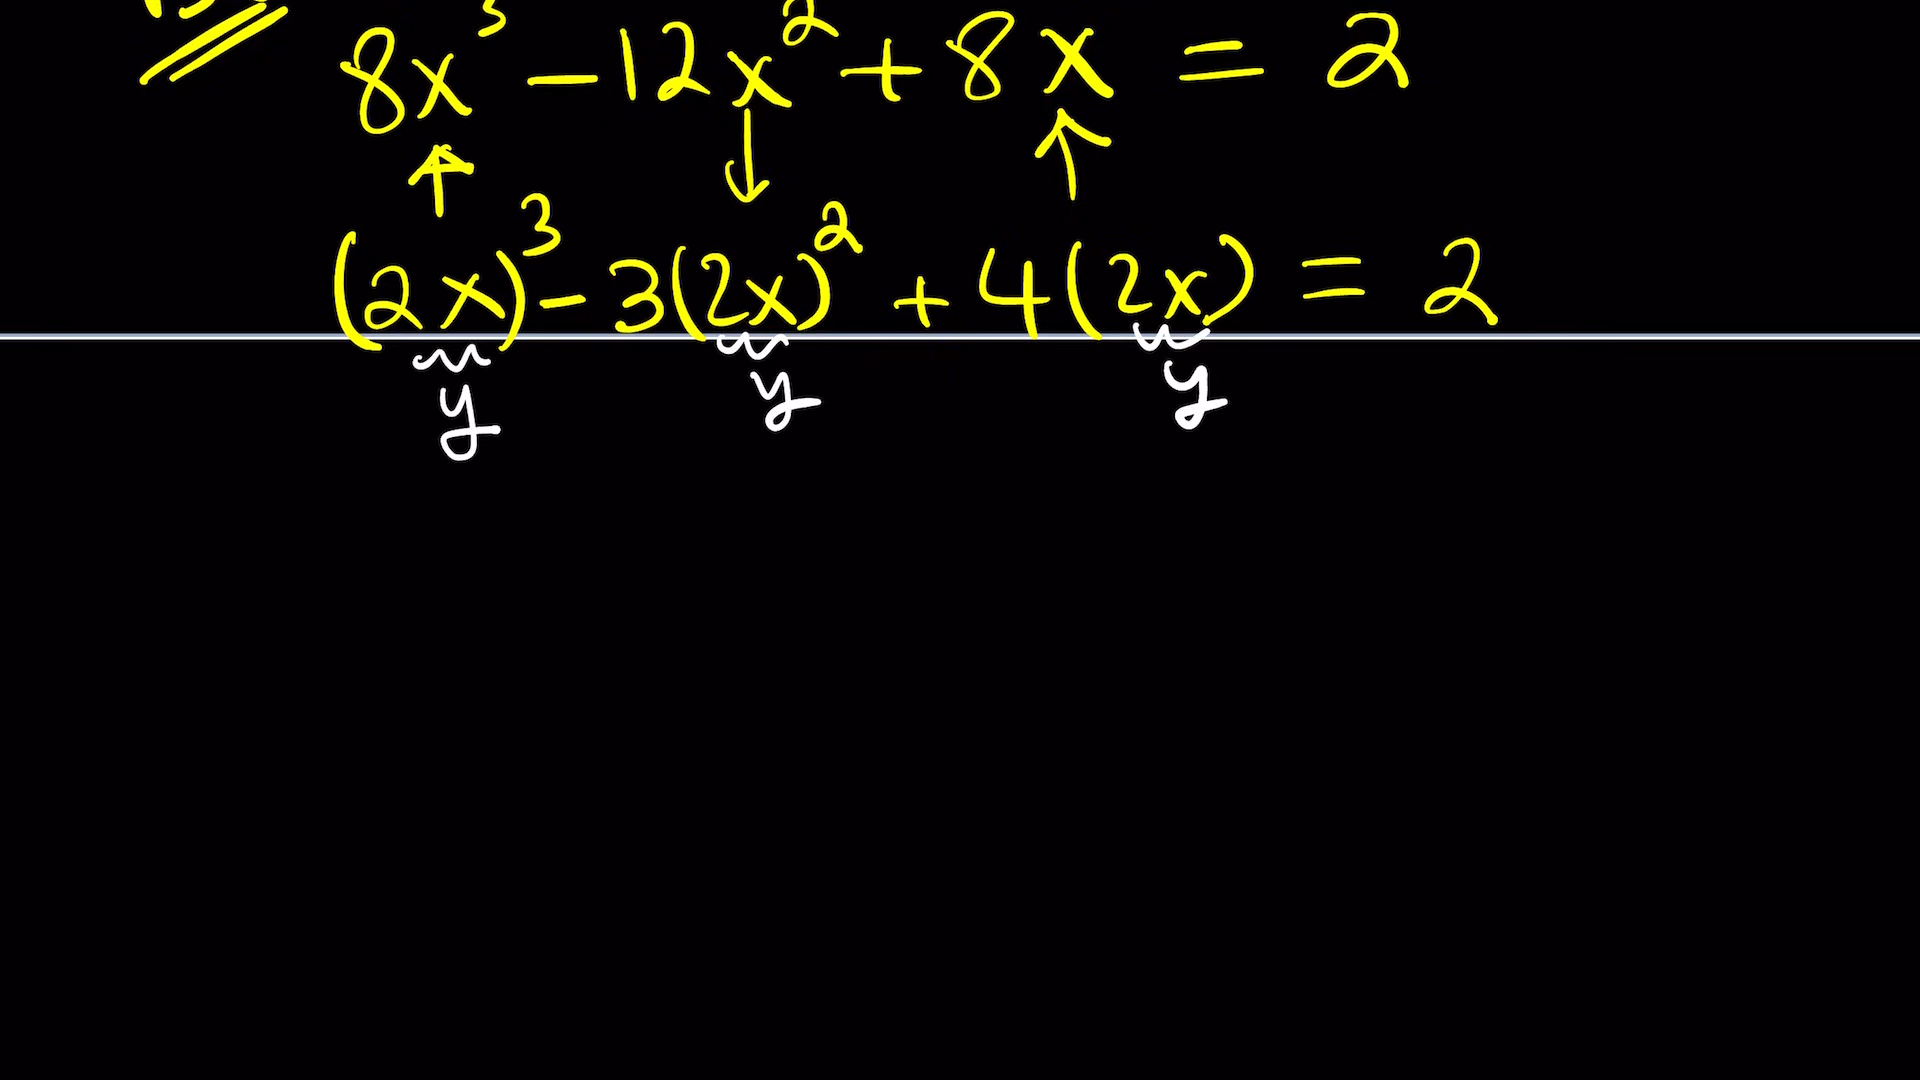 8x³ - 12x² + 8x = 2
(2x)³ - 3(2x)² + 4(2x) = 2
y y y